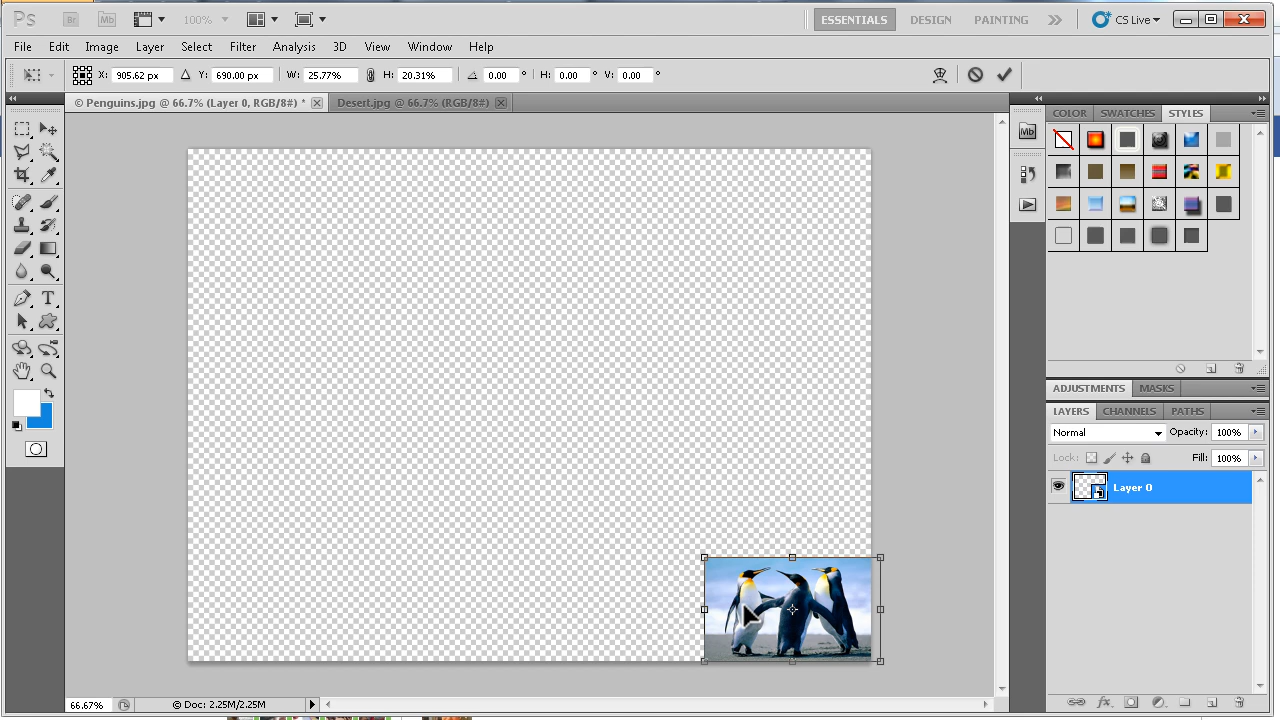 Ps Br Mb 100% ESSENTIALS DESIGN PAINTING CS Live
File Edit Image Layer Select Filter Analysis 3D View Window Help
X: 905.62 px Y: 690.00 px W: 25.77% H: 20.31% 0.00 ° H: 0.00 ° V: 0.00 °
© Penguins.jpg @ 66.7% (Layer 0, RGB/8#) * Desert.jpg @ 66.7% (RGB/8#)
COLOR SWATCHES STYLES
Mb
ADJUSTMENTS MASKS
LAYERS CHANNELS PATHS
Normal Opacity: 100%
Lock: Fill: 100%
Layer 0
66.67% © Doc: 2.25M/2.25M